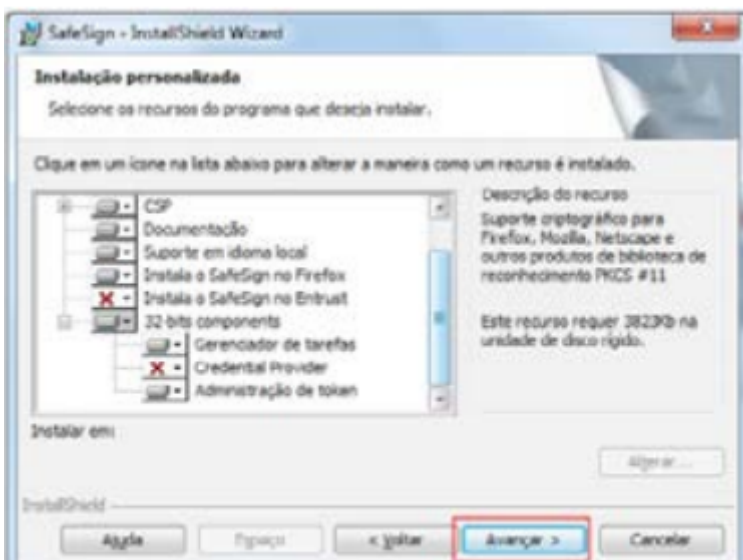 SafeSign - InstallShield Wizard
Instalação personalizada
Selecione os recursos do programa que deseja instalar.
Clique em um ícone na lista abaixo para alterar a maneira como um recurso é instalado.
CSP
Documentação
Suporte em idioma local
Instala o SafeSign no Firefox
Instala o SafeSign no Entrust
32-bits components
Gerenciador de tarefas
Credential Provider
Administração de token
Descrição do recurso
Suporte criptográfico para
Firefox, Mozilla, Netscape e
outros produtos de biblioteca de
reconhecimento PKCS #11
Este recurso requer 3823Kb na
unidade de disco rígido.
Instalar em:
Alterar...
InstallShield
Ajuda
Espaço
< Voltar
Avançar >
Cancelar